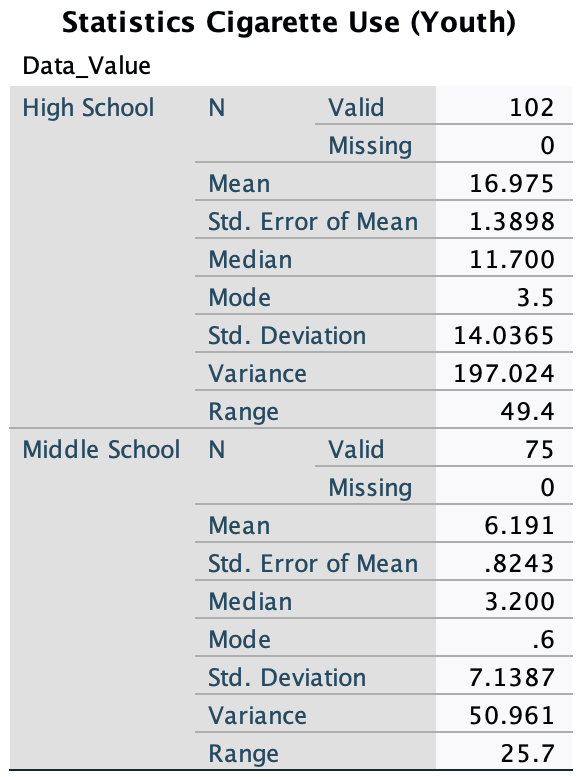 Statistics Cigarette Use (Youth)
Data_Value
High School N Valid 102
Missing 0
Mean 16.975
Std. Error of Mean 1.3898
Median 11.700
Mode 3.5
Std. Deviation 14.0365
Variance 197.024
Range 49.4
Middle School N Valid 75
Missing 0
Mean 6.191
Std. Error of Mean .8243
Median 3.200
Mode .6
Std. Deviation 7.1387
Variance 50.961
Range 25.7